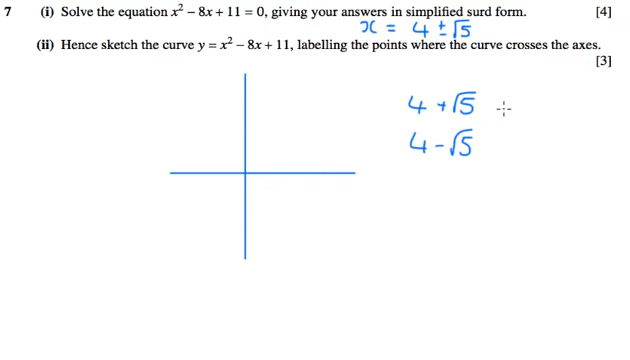 7 (i) Solve the equation x² − 8x + 11 = 0, giving your answers in simplified surd form. [4]
x = 4 ± √5
(ii) Hence sketch the curve y = x² − 8x + 11, labelling the points where the curve crosses the axes.
[3]
4 + √5
4 − √5